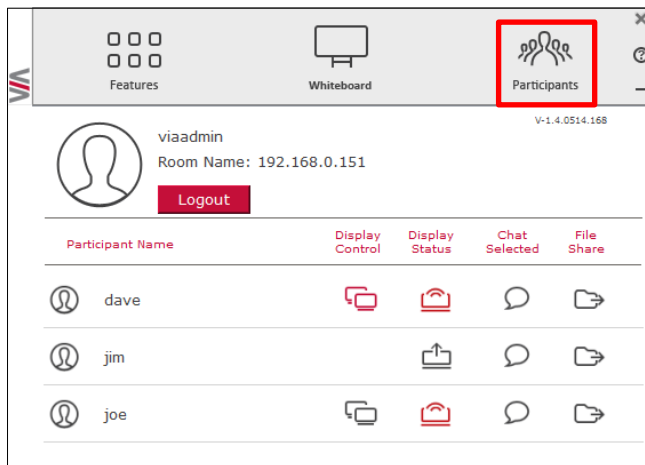 Features Whiteboard Participants
V-1.4.0514.168
viaadmin
Room Name: 192.168.0.151
Logout
Participant Name Display Control Display Status Chat Selected File Share
dave
jim
joe